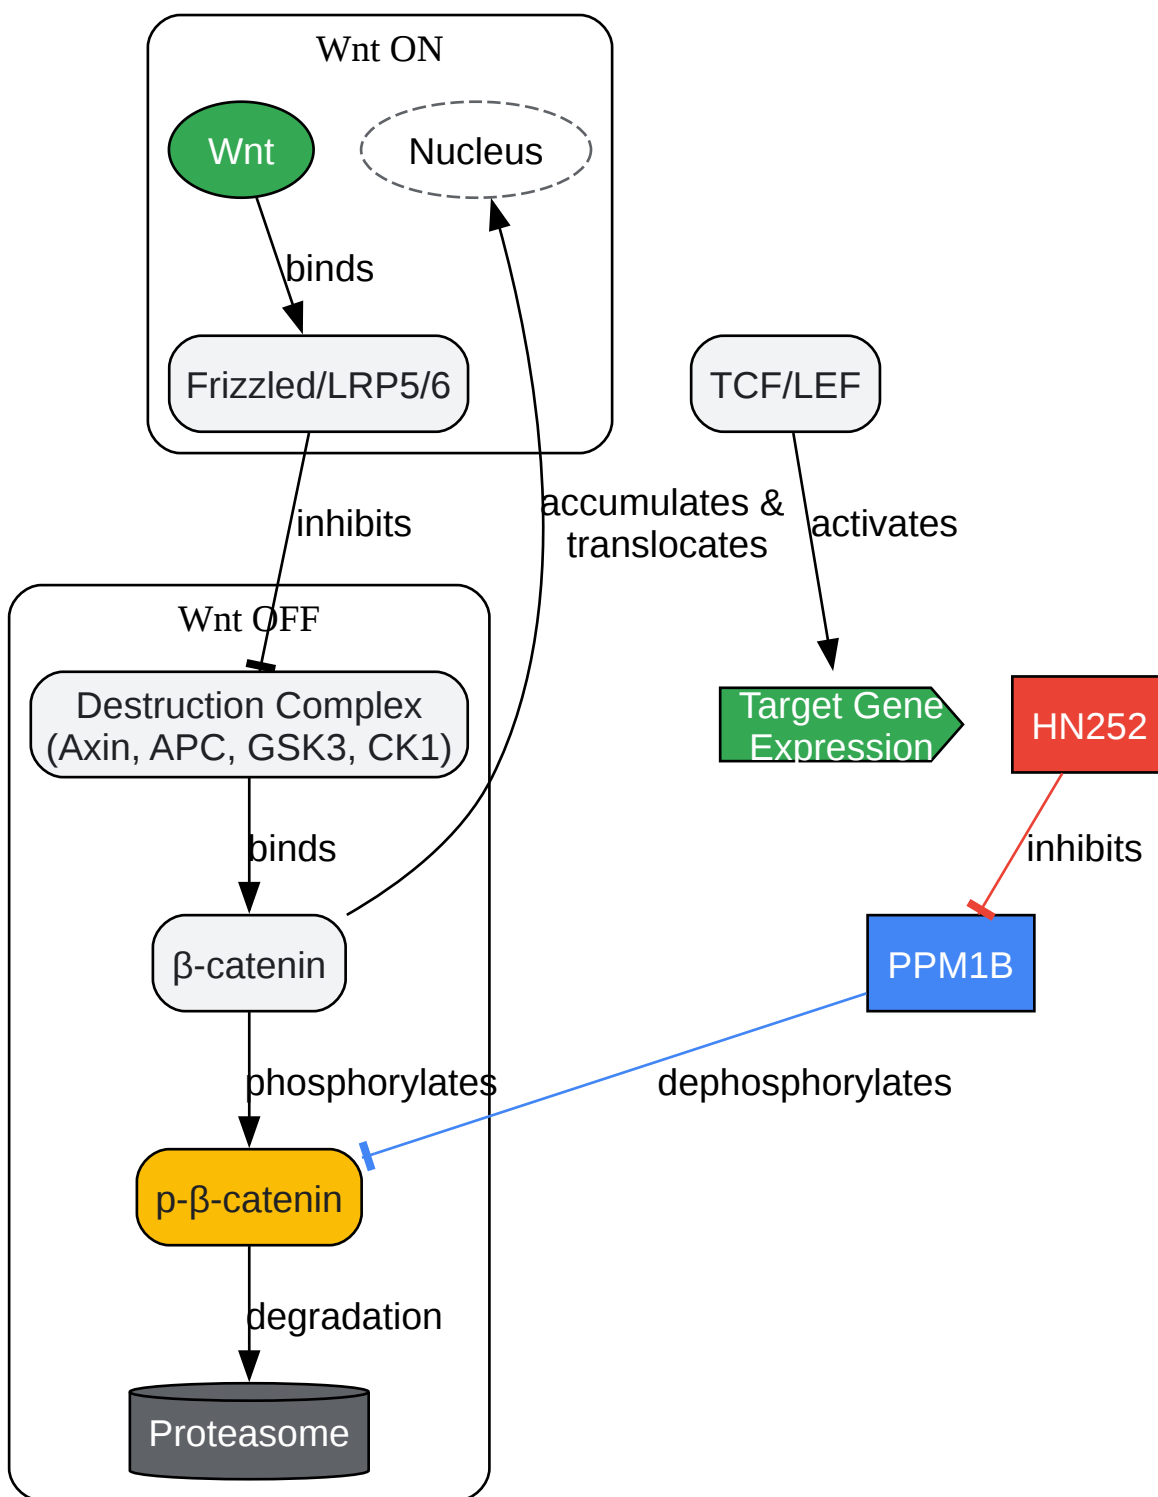 Wnt ON
Wnt
Nucleus
binds
Frizzled/LRP5/6
TCF/LEF
inhibits
accumulates &
translocates
activates
Wnt OFF
Destruction Complex
(Axin, APC, GSK3, CK1)
Target Gene
Expression
HN252
binds
inhibits
β-catenin
PPM1B
phosphorylates
dephosphorylates
p-β-catenin
degradation
Proteasome